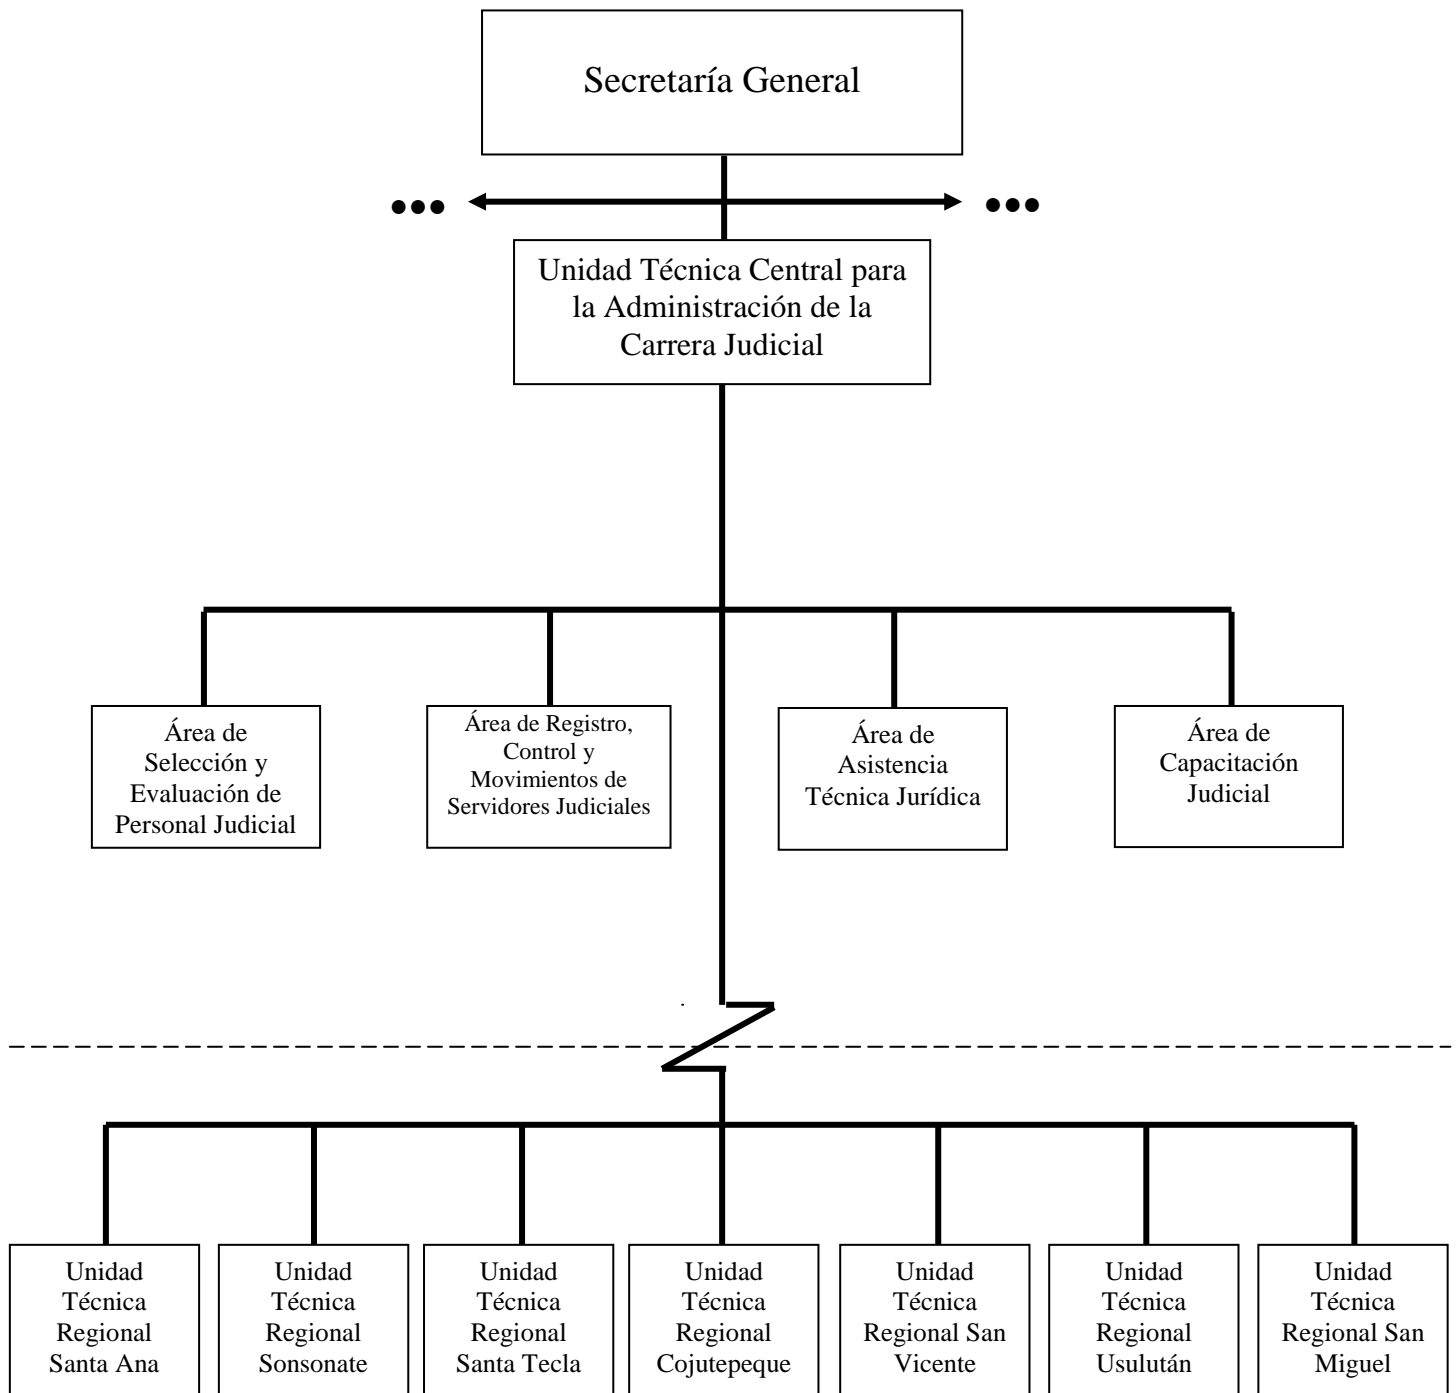 Secretaría General
Unidad Técnica Central para
la Administración de la
Carrera Judicial
Área de
Selección y
Evaluación de
Personal Judicial
Área de Registro,
Control y
Movimientos de
Servidores Judiciales
Área de
Asistencia
Técnica Jurídica
Área de
Capacitación
Judicial
Unidad
Técnica
Regional
Santa Ana
Unidad
Técnica
Regional
Sonsonate
Unidad
Técnica
Regional
Santa Tecla
Unidad
Técnica
Regional
Cojutepeque
Unidad
Técnica
Regional San
Vicente
Unidad
Técnica
Regional
Usulután
Unidad
Técnica
Regional San
Miguel